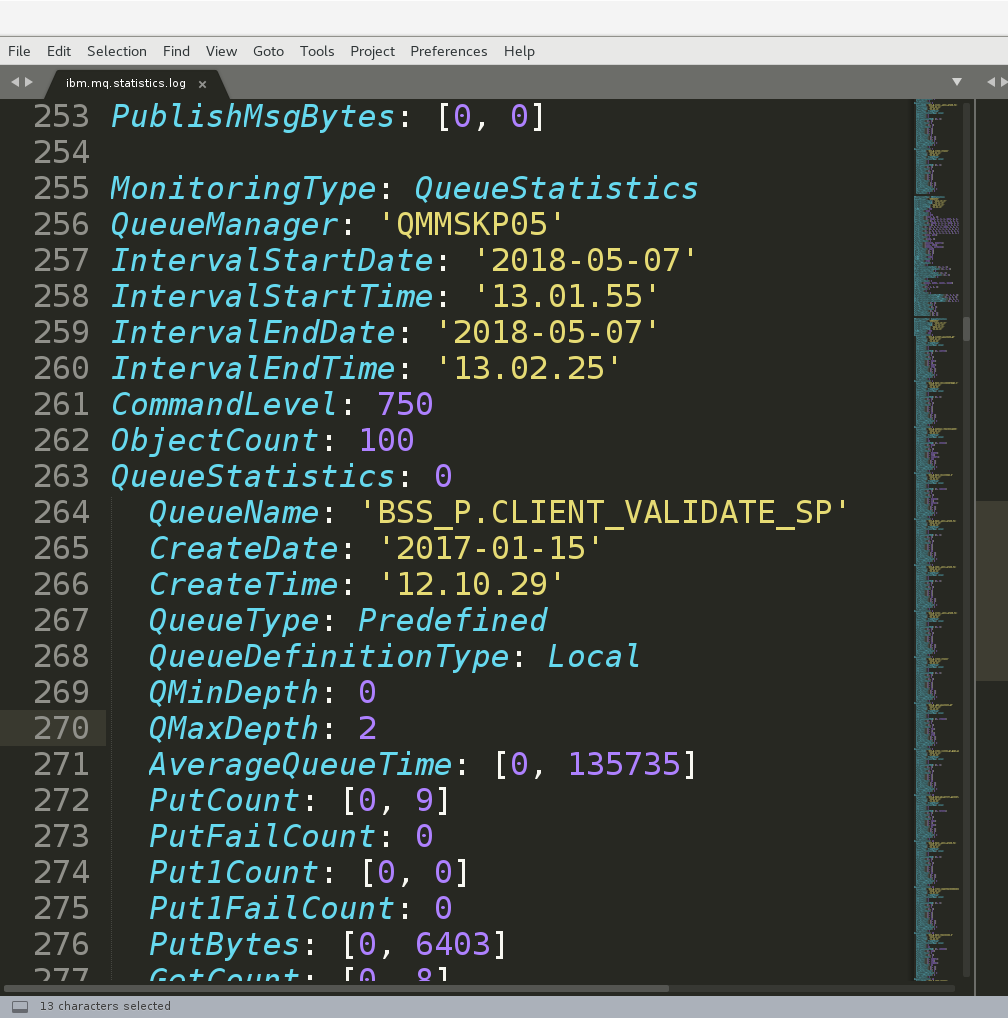 File Edit Selection Find View Goto Tools Project Preferences Help
ibm.mq.statistics.log ×
253 PublishMsgBytes: [0, 0]
254
255 MonitoringType: QueueStatistics
256 QueueManager: 'QMMSKP05'
257 IntervalStartDate: '2018-05-07'
258 IntervalStartTime: '13.01.55'
259 IntervalEndDate: '2018-05-07'
260 IntervalEndTime: '13.02.25'
261 CommandLevel: 750
262 ObjectCount: 100
263 QueueStatistics: 0
264 QueueName: 'BSS_P.CLIENT_VALIDATE_SP'
265 CreateDate: '2017-01-15'
266 CreateTime: '12.10.29'
267 QueueType: Predefined
268 QueueDefinitionType: Local
269 QMinDepth: 0
270 QMaxDepth: 2
271 AverageQueueTime: [0, 135735]
272 PutCount: [0, 9]
273 PutFailCount: 0
274 Put1Count: [0, 0]
275 Put1FailCount: 0
276 PutBytes: [0, 6403]
277 GetCount: [0, 8]
13 characters selected